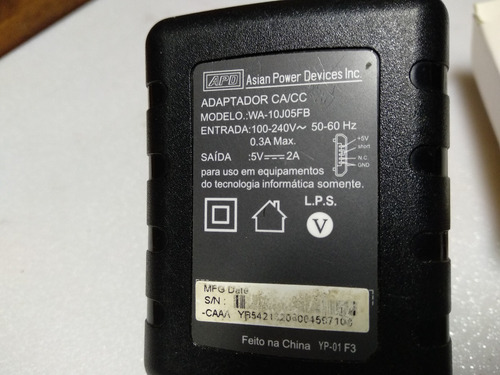 APD Asian Power Devices Inc.
ADAPTADOR CA/CC
MODELO.:WA-10J05FB
ENTRADA:100-240V～ 50-60 Hz
0.3A Max.
SAÍDA :5V⎓2A
+5V
short
N.C.
GND
para uso em equipamentos
do tecnologia informática somente.
L.P.S.
V
MFG Date
S/N :
-CAA/\
Feito na China YP-01 F3